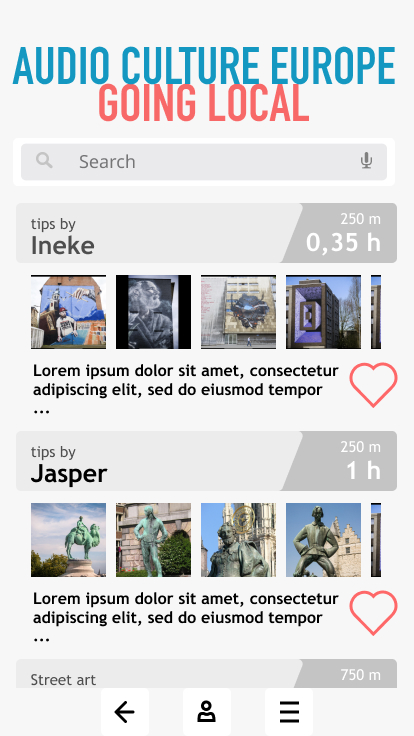 AUDIO CULTURE EUROPE
GOING LOCAL
Search
tips by
250 m
Ineke
0,35 h
Lorem ipsum dolor sit amet, consectetur
adipiscing elit, sed do eiusmod tempor
...
tips by
250 m
Jasper
1 h
Lorem ipsum dolor sit amet, consectetur
adipiscing elit, sed do eiusmod tempor
...
Street art
750 m